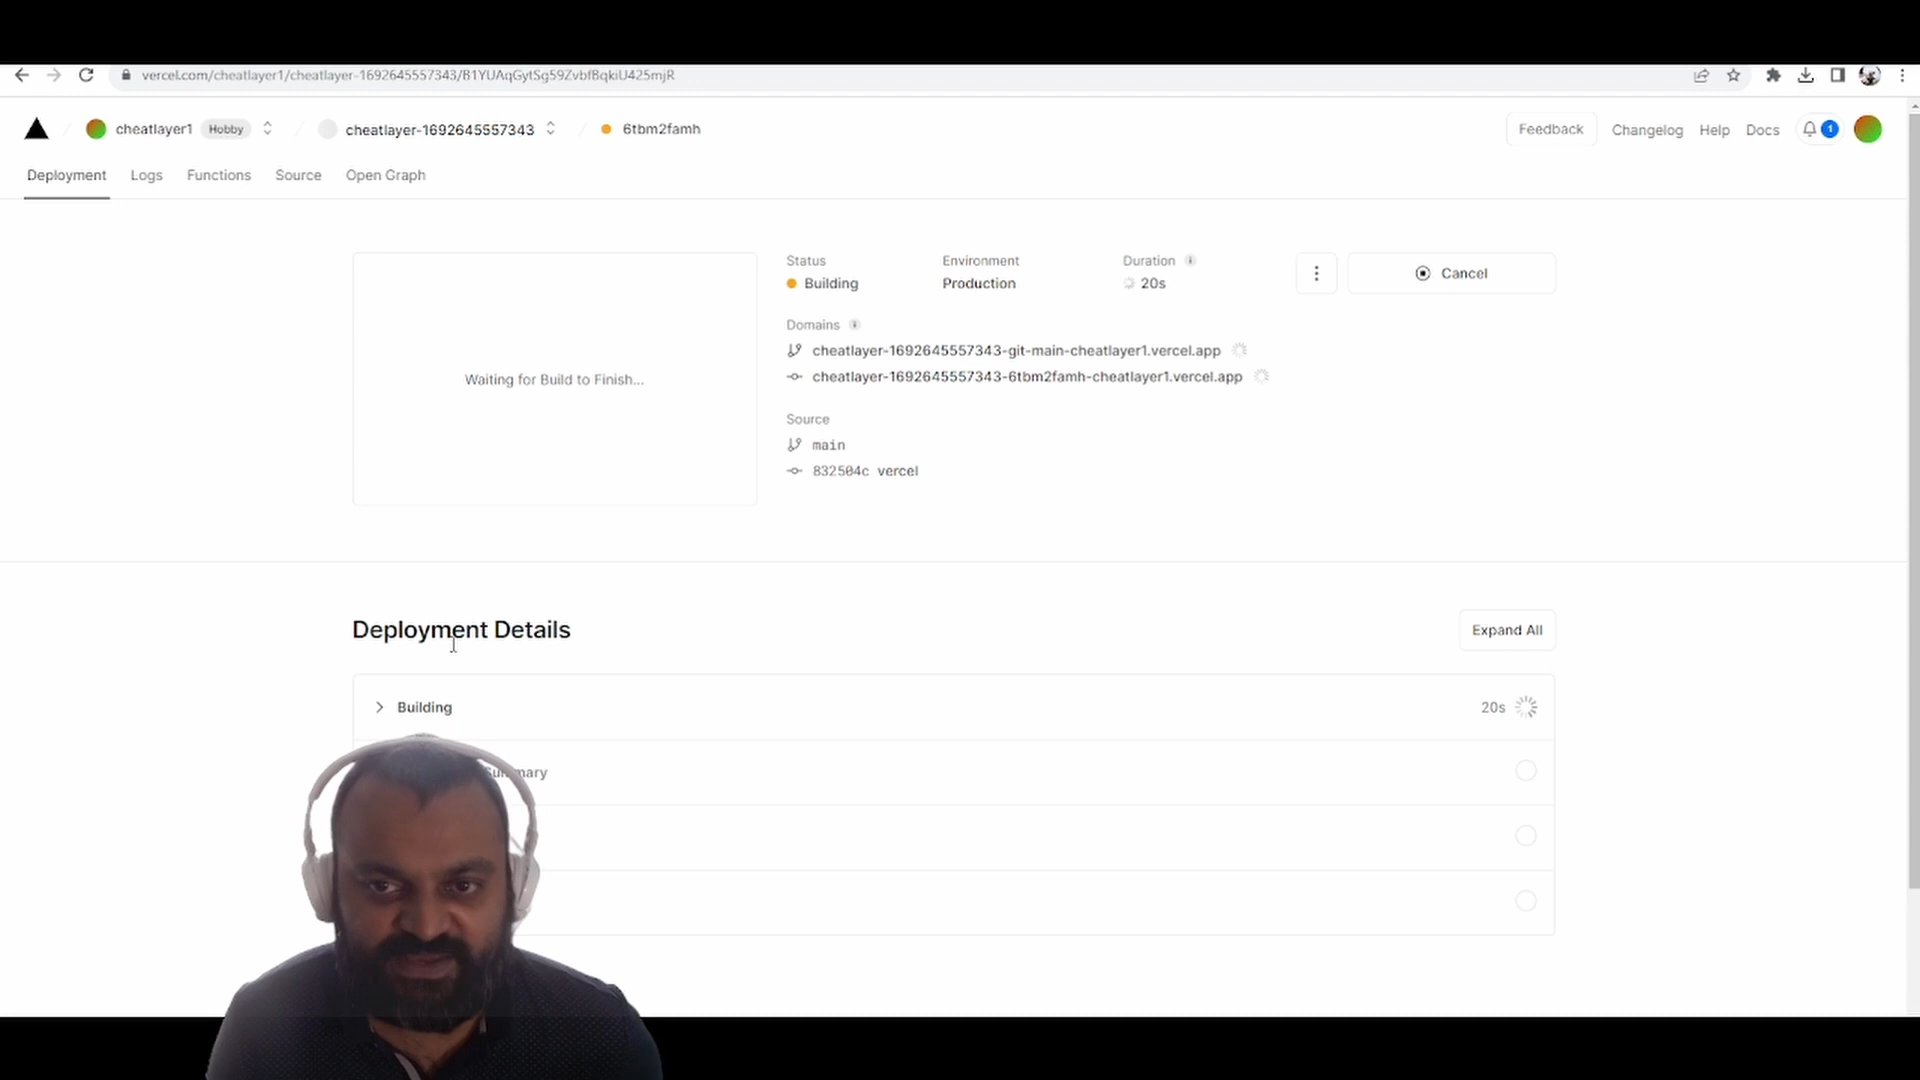 vercel.com/cheatlayer1/cheatlayer-1692645557343/B1YUAqGytSg59ZvbfBqkiU425mjR
cheatlayer1 Hobby cheatlayer-1692645557343 6tbm2famh Feedback Changelog Help Docs 1
Deployment Logs Functions Source Open Graph
Status Environment Duration
Building Production 20s Cancel
Domains
cheatlayer-1692645557343-git-main-cheatlayer1.vercel.app
Waiting for Build to Finish...
cheatlayer-1692645557343-6tbm2famh-cheatlayer1.vercel.app
Source
main
832504c vercel
Deployment Details Expand All
Building 20s